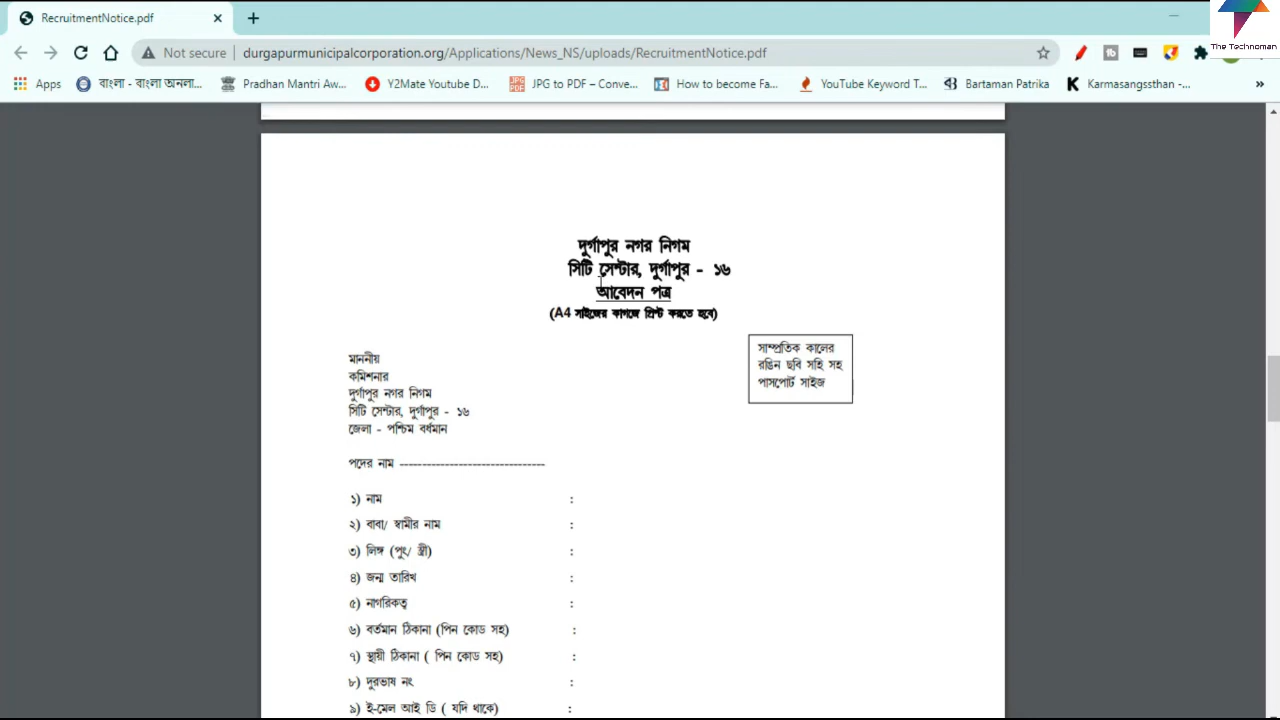 RecruitmentNotice.pdf
The Technoman
Not secure
durgapurmunicipalcorporation.org/Applications/News_NS/uploads/RecruitmentNotice.pdf
Apps
বাংলা - বাংলা অনলা...
Pradhan Mantri Aw...
Y2Mate Youtube D...
JPG to PDF – Conve...
How to become Fa...
YouTube Keyword T...
Bartaman Patrika
Karmasangssthan -...
দুর্গাপুর নগর নিগম
সিটি সেন্টার, দুর্গাপুর - ১৬
আবেদন পত্র
(A4 সাইজের কাগজে প্রিন্ট করতে হবে)
সাম্প্রতিক কালের
রঙিন ছবি সহি সহ
পাসপোর্ট সাইজ
মাননীয়
কমিশনার
দুর্গাপুর নগর নিগম
সিটি সেন্টার, দুর্গাপুর - ১৬
জেলা - পশ্চিম বর্ধমান
পদের নাম --------------------------------
১) নাম :
২) বাবা/ স্বামীর নাম :
৩) লিঙ্গ (পুং/ স্ত্রী) :
৪) জন্ম তারিখ :
৫) নাগরিকত্ব :
৬) বর্তমান ঠিকানা (পিন কোড সহ) :
৭) স্থায়ী ঠিকানা ( পিন কোড সহ) :
৮) দুরভাষ নং :
৯) ই-মেল আই ডি ( যদি থাকে) :